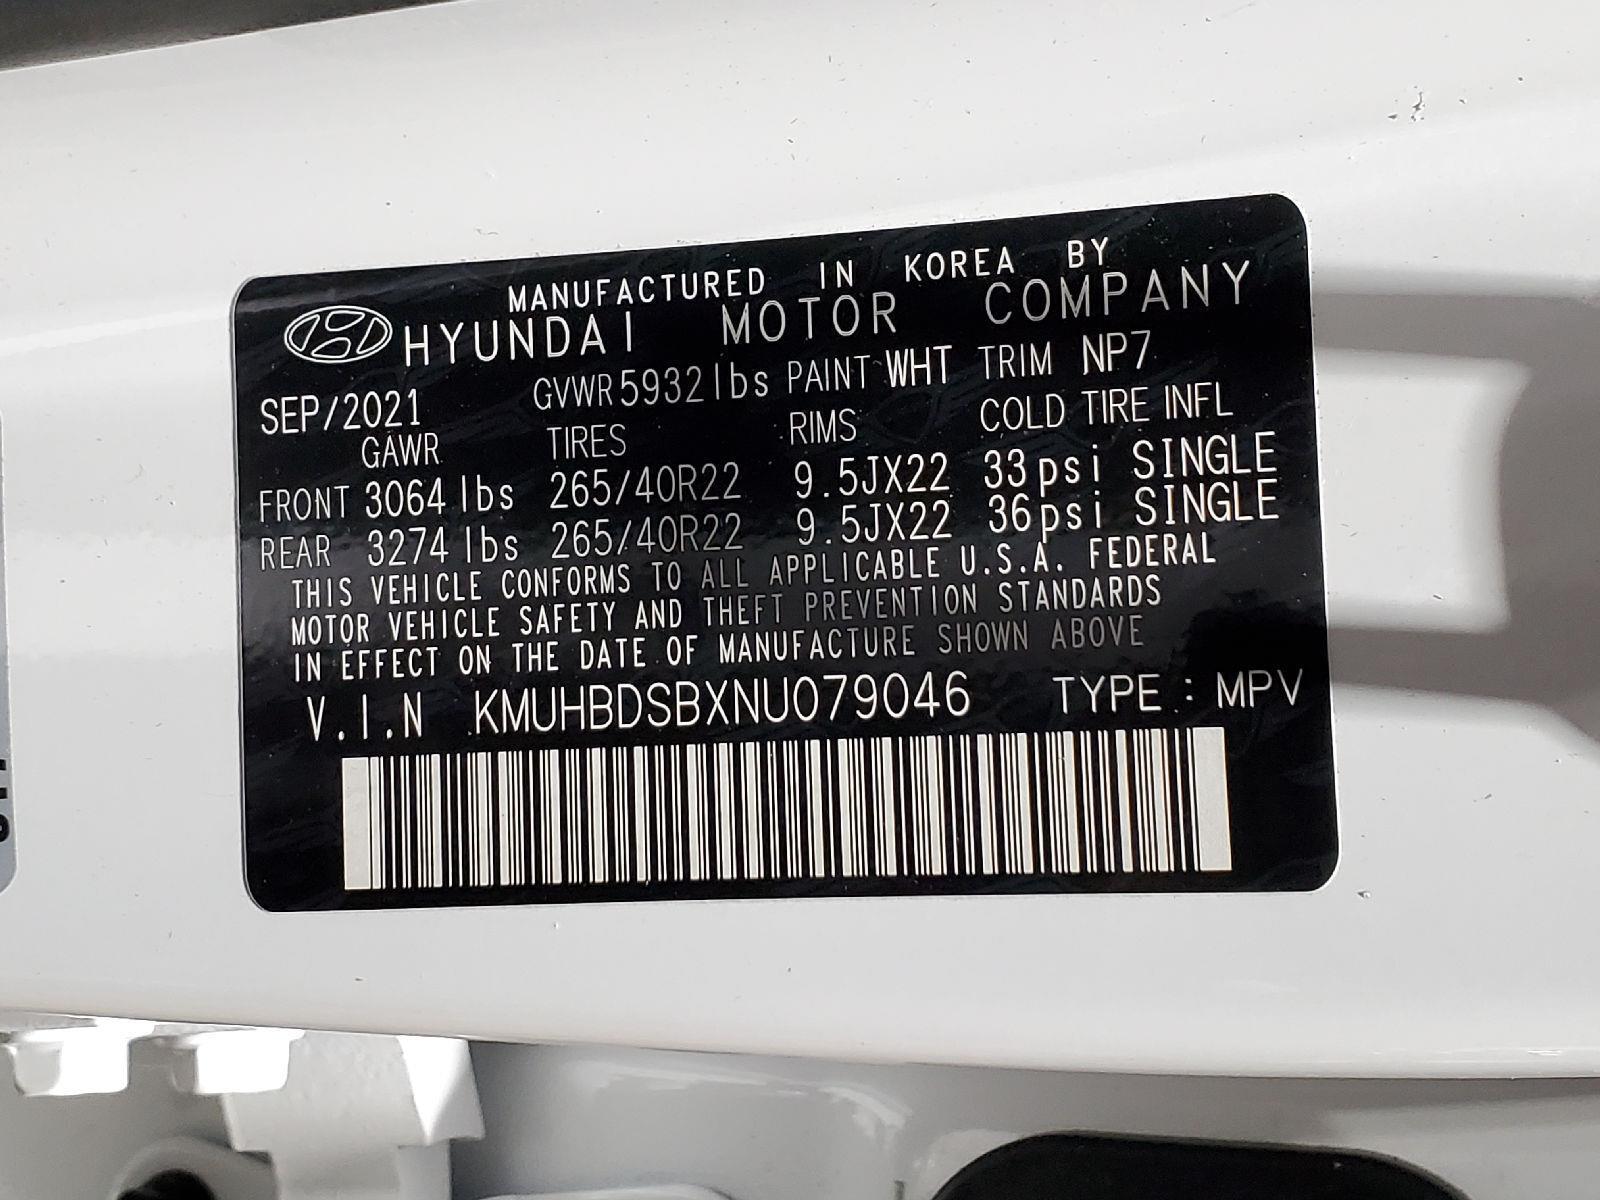 MANUFACTURED IN KOREA BY
HYUNDAI MOTOR COMPANY
SEP/2021 GVWR 5932 lbs PAINT WHT TRIM NP7
GAWR TIRES RIMS COLD TIRE INFL
FRONT 3064 lbs 265/40R22 9.5JX22 33psi SINGLE
REAR 3274 lbs 265/40R22 9.5JX22 36psi SINGLE
THIS VEHICLE CONFORMS TO ALL APPLICABLE U.S.A. FEDERAL
MOTOR VEHICLE SAFETY AND THEFT PREVENTION STANDARDS
IN EFFECT ON THE DATE OF MANUFACTURE SHOWN ABOVE
V.I.N KMUHBDSBXNU079046 TYPE : MPV